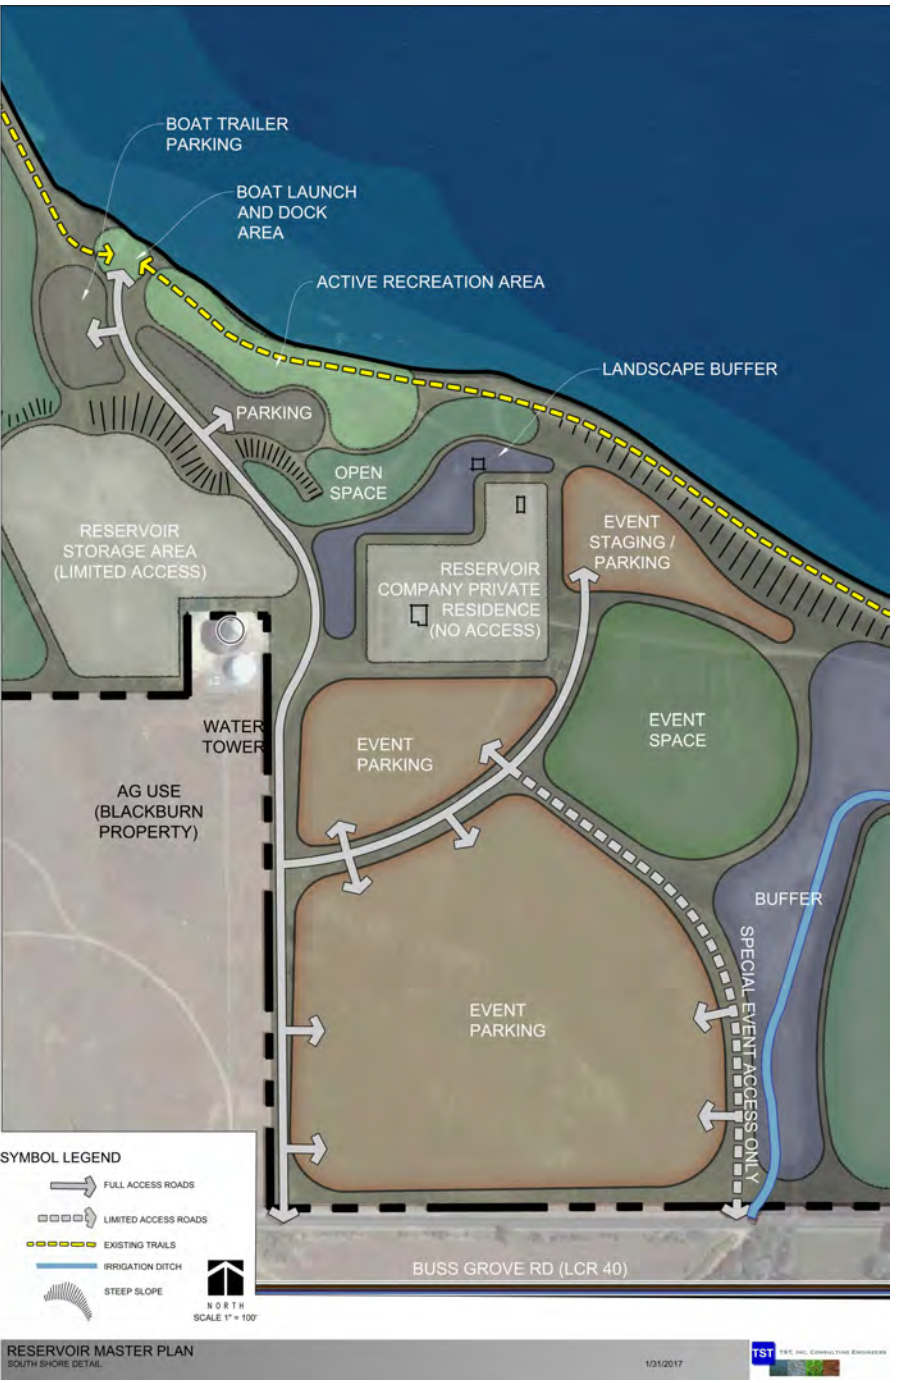 BOAT TRAILER
PARKING
BOAT LAUNCH
AND DOCK
AREA
ACTIVE RECREATION AREA
LANDSCAPE BUFFER
PARKING
OPEN
SPACE
EVENT
STAGING /
PARKING
RESERVOIR
STORAGE AREA
(LIMITED ACCESS)
RESERVOIR
COMPANY PRIVATE
RESIDENCE
(NO ACCESS)
WATER
TOWER
EVENT
PARKING
EVENT
SPACE
AG USE
(BLACKBURN
PROPERTY)
BUFFER
SPECIAL EVENT ACCESS ONLY
EVENT
PARKING
SYMBOL LEGEND
FULL ACCESS ROADS
LIMITED ACCESS ROADS
EXISTING TRAILS
IRRIGATION DITCH
STEEP SLOPE
NORTH
SCALE 1" = 100'
BUSS GROVE RD (LCR 40)
RESERVOIR MASTER PLAN
SOUTH SHORE DETAIL
1/31/2017
TST
TST, INC. CONSULTING ENGINEERS